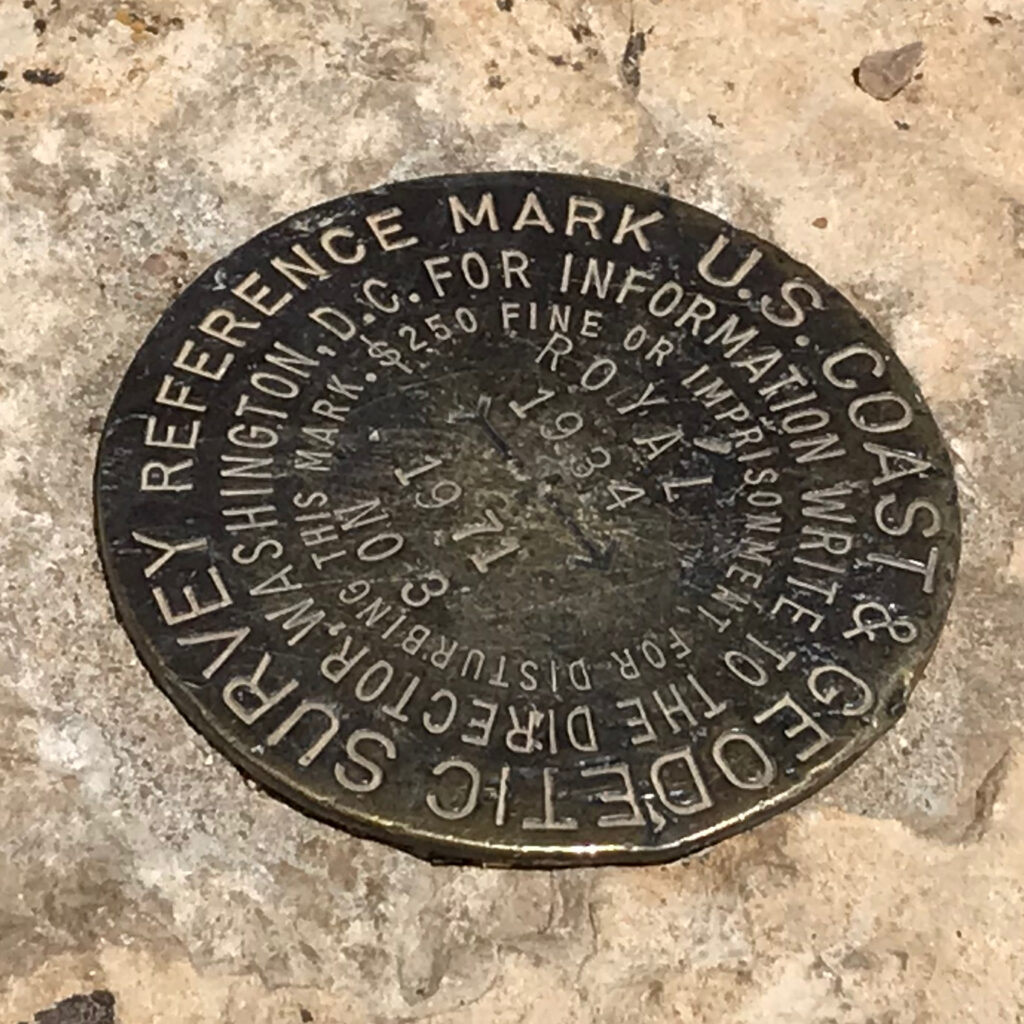 U.S. COAST & GEODETIC SURVEY REFERENCE MARK
FOR INFORMATION WRITE TO THE DIRECTOR, WASHINGTON, D.C.
$250 FINE OR IMPRISONMENT FOR DISTURBING THIS MARK.
ROYAL
1934
1971
NO 3